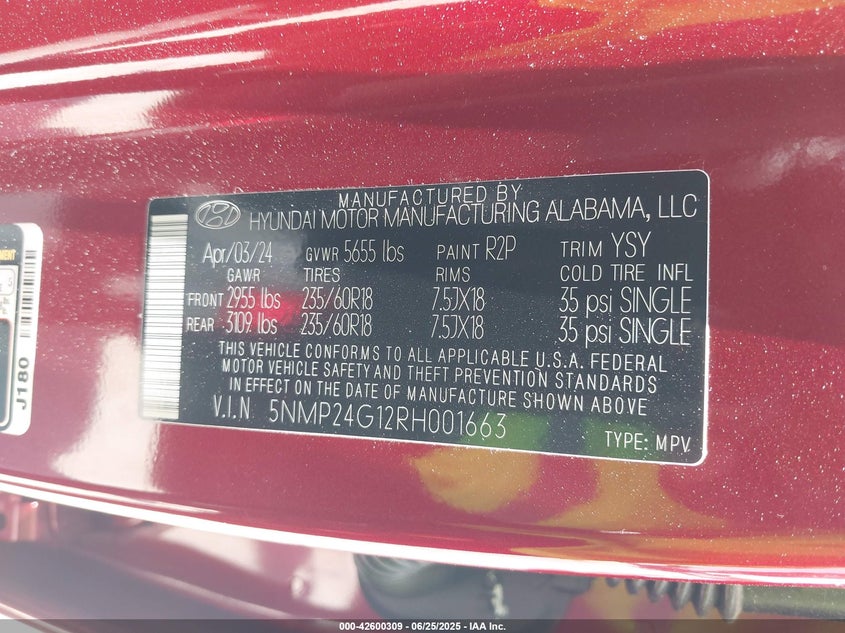 MANUFACTURED BY
HYUNDAI MOTOR MANUFACTURING ALABAMA, LLC
Apr/03/24 GVWR 5655 lbs PAINT R2P TRIM YSY
GAWR TIRES RIMS COLD TIRE INFL
FRONT 2955 lbs 235/60R18 7.5JX18 35 psi SINGLE
REAR 3109 lbs 235/60R18 7.5JX18 35 psi SINGLE
THIS VEHICLE CONFORMS TO ALL APPLICABLE U.S.A. FEDERAL
MOTOR VEHICLE SAFETY AND THEFT PREVENTION STANDARDS
IN EFFECT ON THE DATE OF MANUFACTURE SHOWN ABOVE
V.I.N. 5NMP24G12RH001663
TYPE: MPV
J180
000-42600309 - 06/25/2025 - IAA Inc.